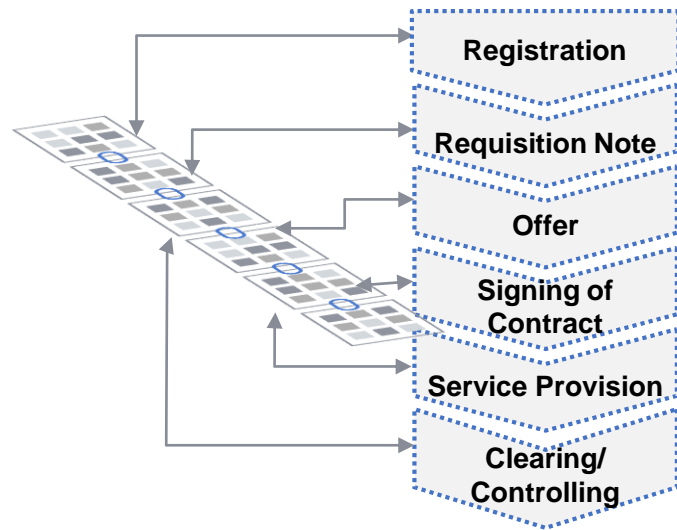 Registration
Requisition Note
Offer
Signing of
Contract
Service Provision
Clearing/
Controlling